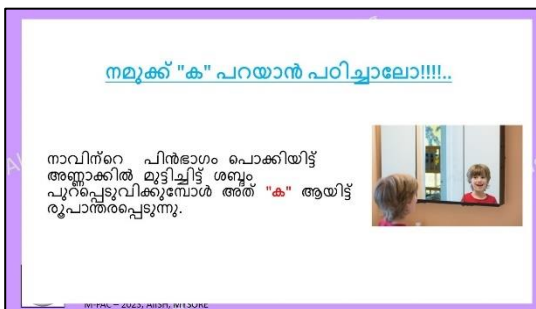 നമുക്ക് "ക" പറയാൻ പഠിച്ചാലോ!!!!..
നാവിന്റെ പിൻഭാഗം പൊക്കിയിട്ട്
അണ്ണാക്കിൽ മുട്ടിച്ചിട്ട് ശബ്ദം
പുറപ്പെടുവിക്കുമ്പോൾ അത് "ക" ആയിട്ട്
രൂപാന്തരപ്പെടുന്നു.
M-PAC – 2023, AIISH, MYSORE